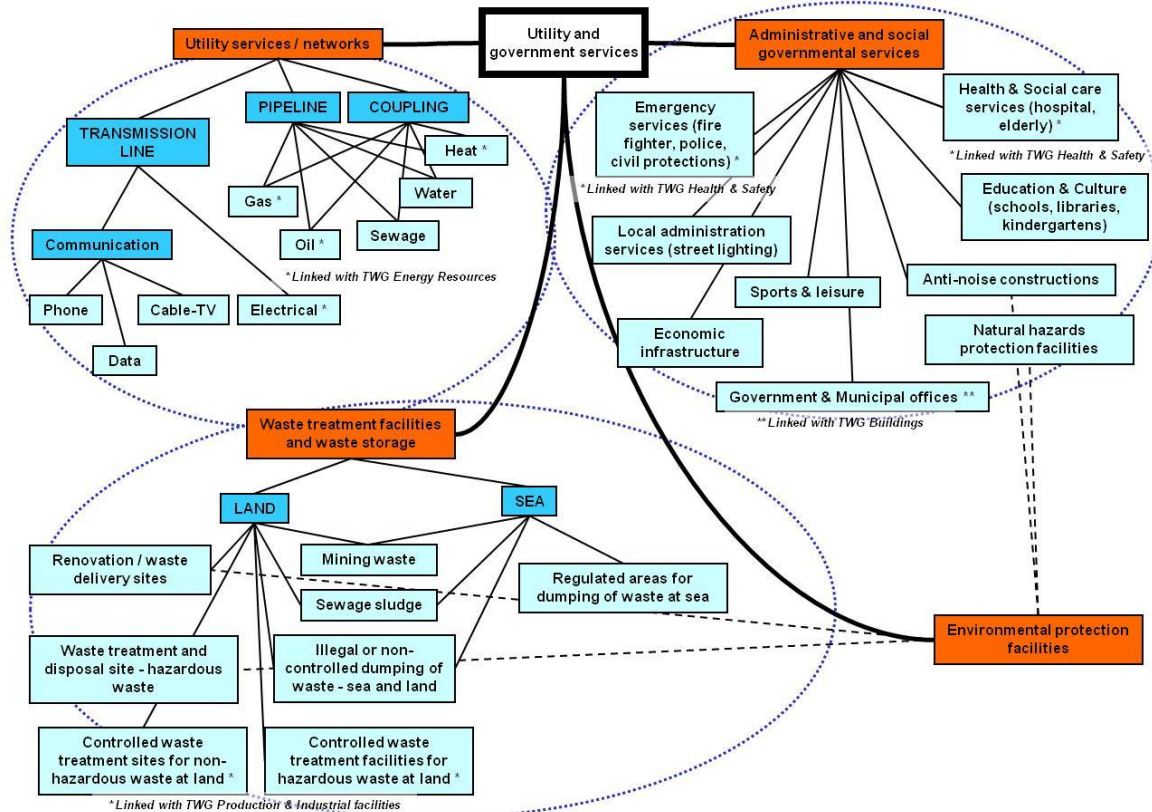 Utility and
government services
Utility services / networks
Administrative and social
governmental services
PIPELINE
COUPLING
TRANSMISSION
LINE
Heat *
Water
Gas *
Sewage
Oil *
Communication
* Linked with TWG Energy Resources
Phone
Cable-TV
Electrical *
Data
Emergency
services (fire
fighter, police,
civil protections) *
* Linked with TWG Health & Safety
Health & Social care
services (hospital,
elderly) *
* Linked with TWG Health & Safety
Education & Culture
(schools, libraries,
kindergartens)
Local administration
services (street lighting)
Sports & leisure
Anti-noise constructions
Economic
infrastructure
Natural hazards
protection facilities
Government & Municipal offices **
** Linked with TWG Buildings
Waste treatment facilities
and waste storage
LAND
SEA
Renovation / waste
delivery sites
Mining waste
Sewage sludge
Regulated areas for
dumping of waste at sea
Waste treatment and
disposal site - hazardous
waste
Illegal or non-
controlled dumping of
waste - sea and land
Environmental protection
facilities
Controlled waste
treatment sites for non-
hazardous waste at land *
Controlled waste
treatment facilities for
hazardous waste at land *
* Linked with TWG Production & Industrial facilities